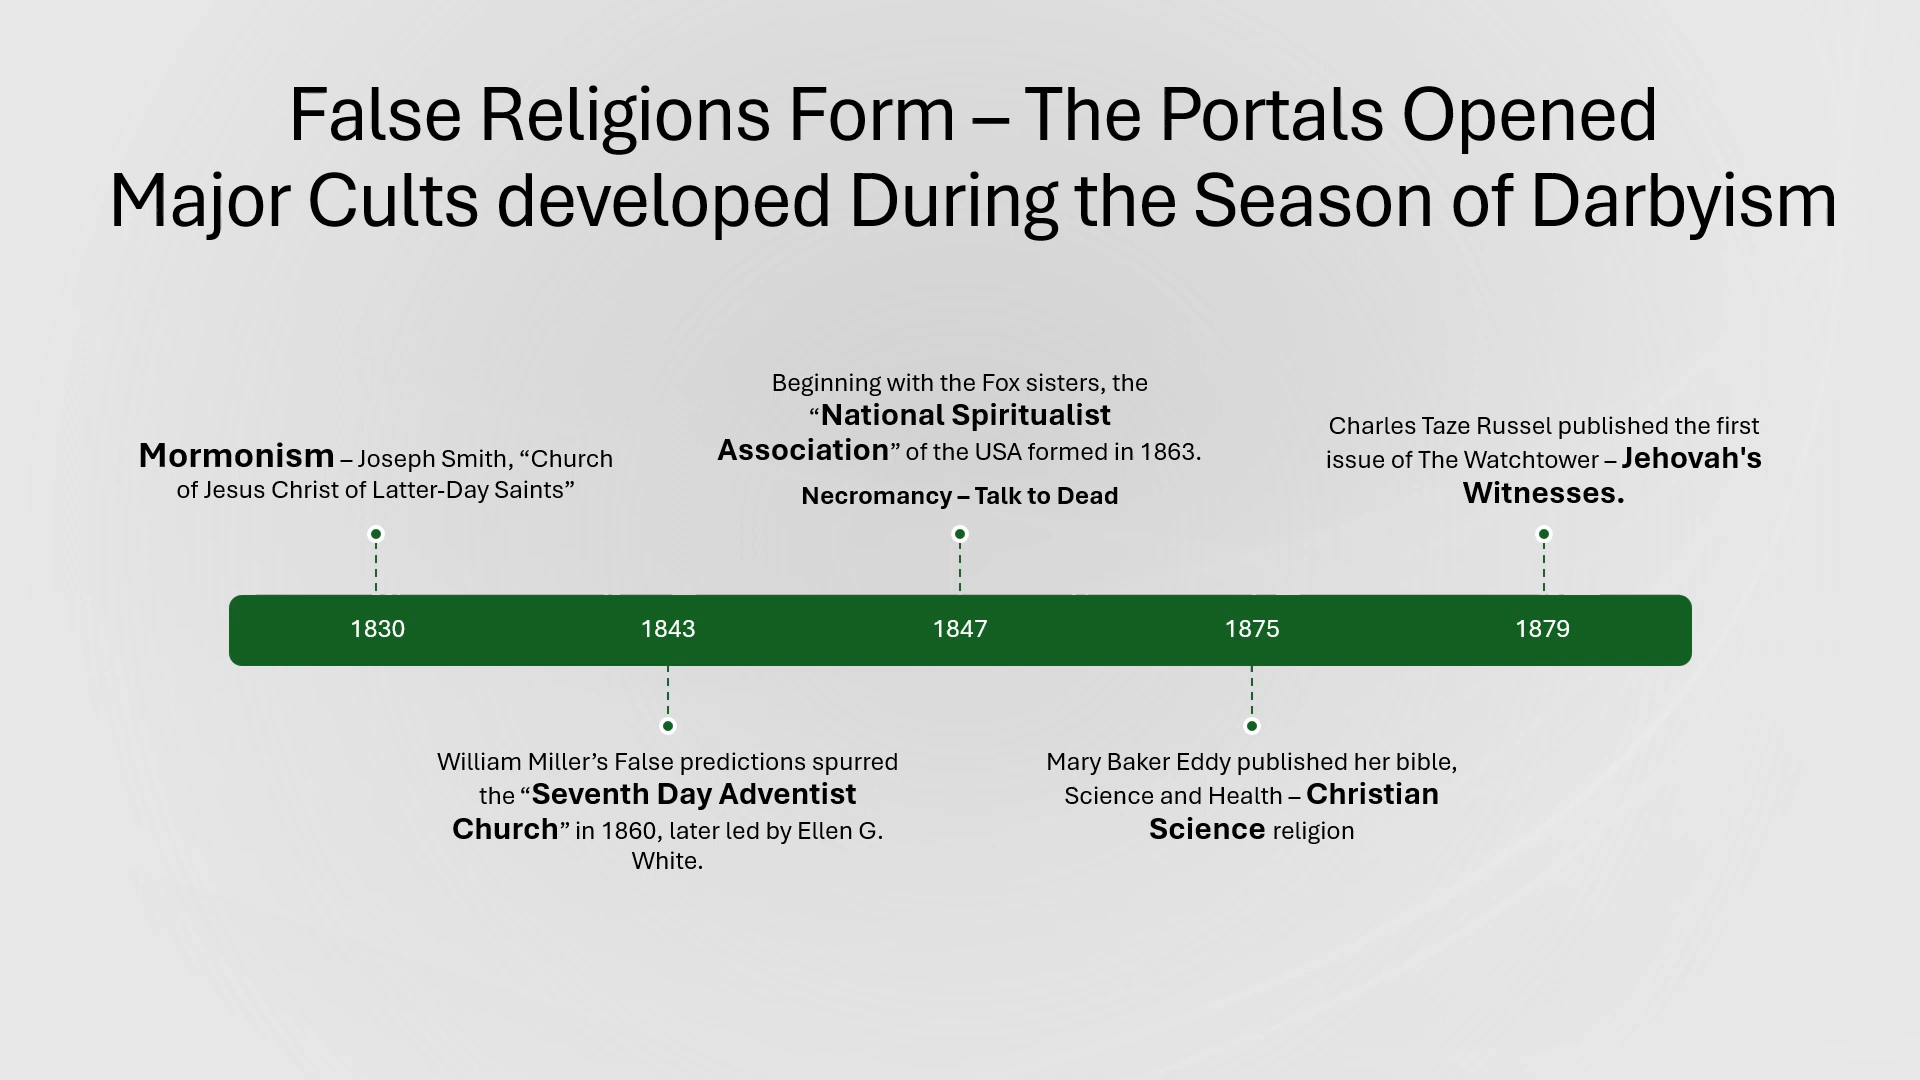 False Religions Form – The Portals Opened
Major Cults developed During the Season of Darbyism
Mormonism – Joseph Smith, “Church
of Jesus Christ of Latter-Day Saints”
Beginning with the Fox sisters, the
“National Spiritualist
Association” of the USA formed in 1863.
Necromancy – Talk to Dead
Charles Taze Russel published the first
issue of The Watchtower – Jehovah's
Witnesses.
1830
1843
1847
1875
1879
William Miller’s False predictions spurred
the “Seventh Day Adventist
Church” in 1860, later led by Ellen G.
White.
Mary Baker Eddy published her bible,
Science and Health – Christian
Science religion